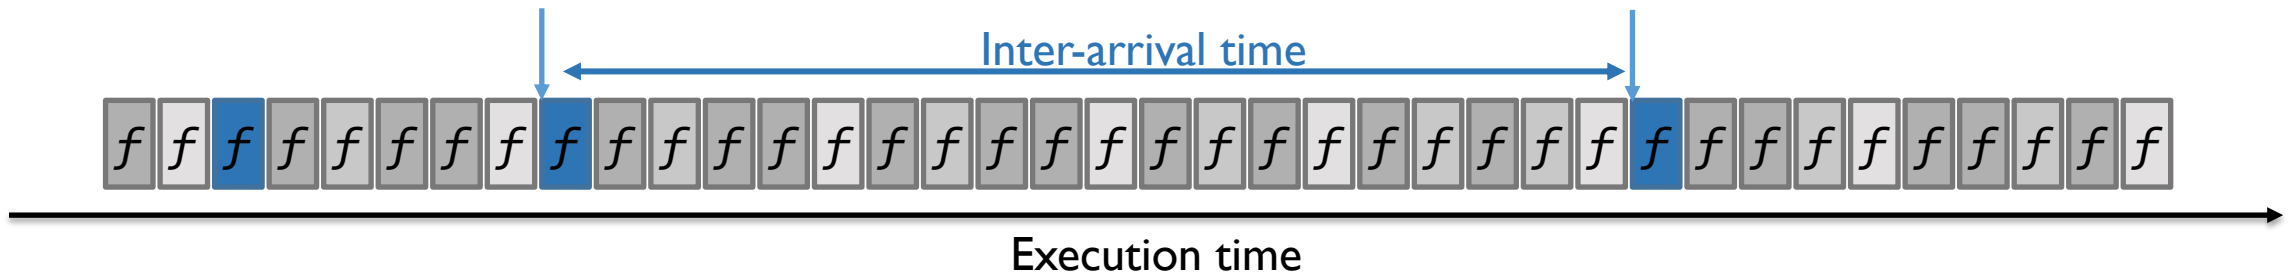 Inter-arrival time
f f f f f f f f f f f f f f f f f f f f f f f f f f f f f f f f f f f f f f
Execution time